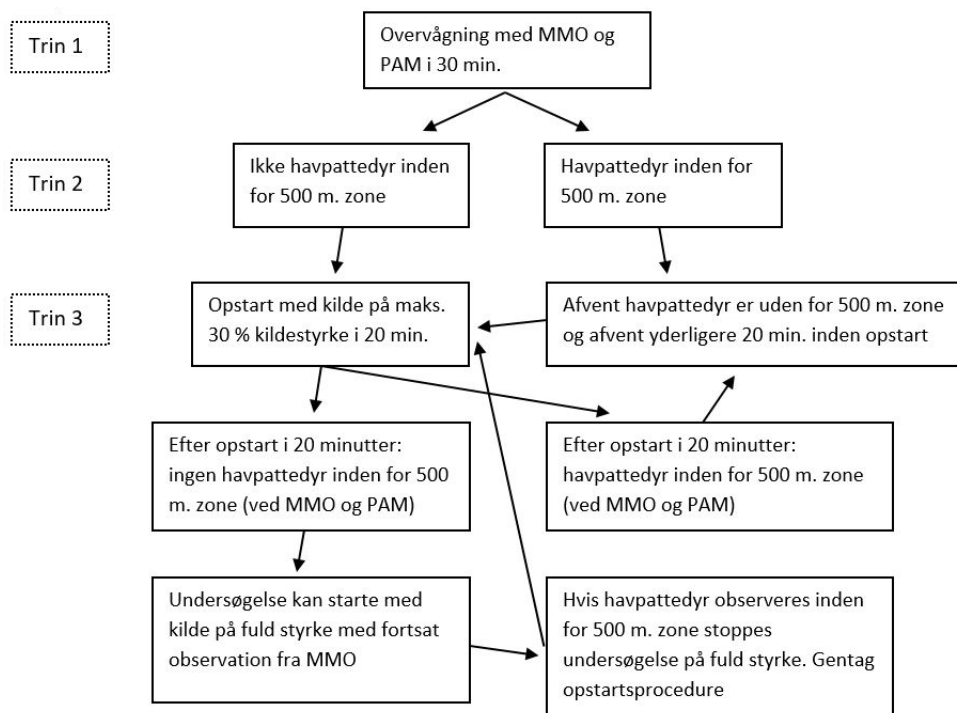 Trin 1
Overvågning med MMO og
PAM i 30 min.
Trin 2
Ikke havpattedyr inden
for 500 m. zone
Havpattedyr inden for
500 m. zone
Trin 3
Opstart med kilde på maks.
30 % kildestyrke i 20 min.
Afvent havpattedyr er uden for 500 m. zone
og afvent yderligere 20 min. inden opstart
Efter opstart i 20 minutter:
ingen havpattedyr inden for 500
m. zone (ved MMO og PAM)
Efter opstart i 20 minutter:
havpattedyr inden for 500 m. zone
(ved MMO og PAM)
Undersøgelse kan starte med
kilde på fuld styrke med fortsat
observation fra MMO
Hvis havpattedyr observeres inden
for 500 m. zone stoppes
undersøgelse på fuld styrke. Gentag
opstartsprocedure